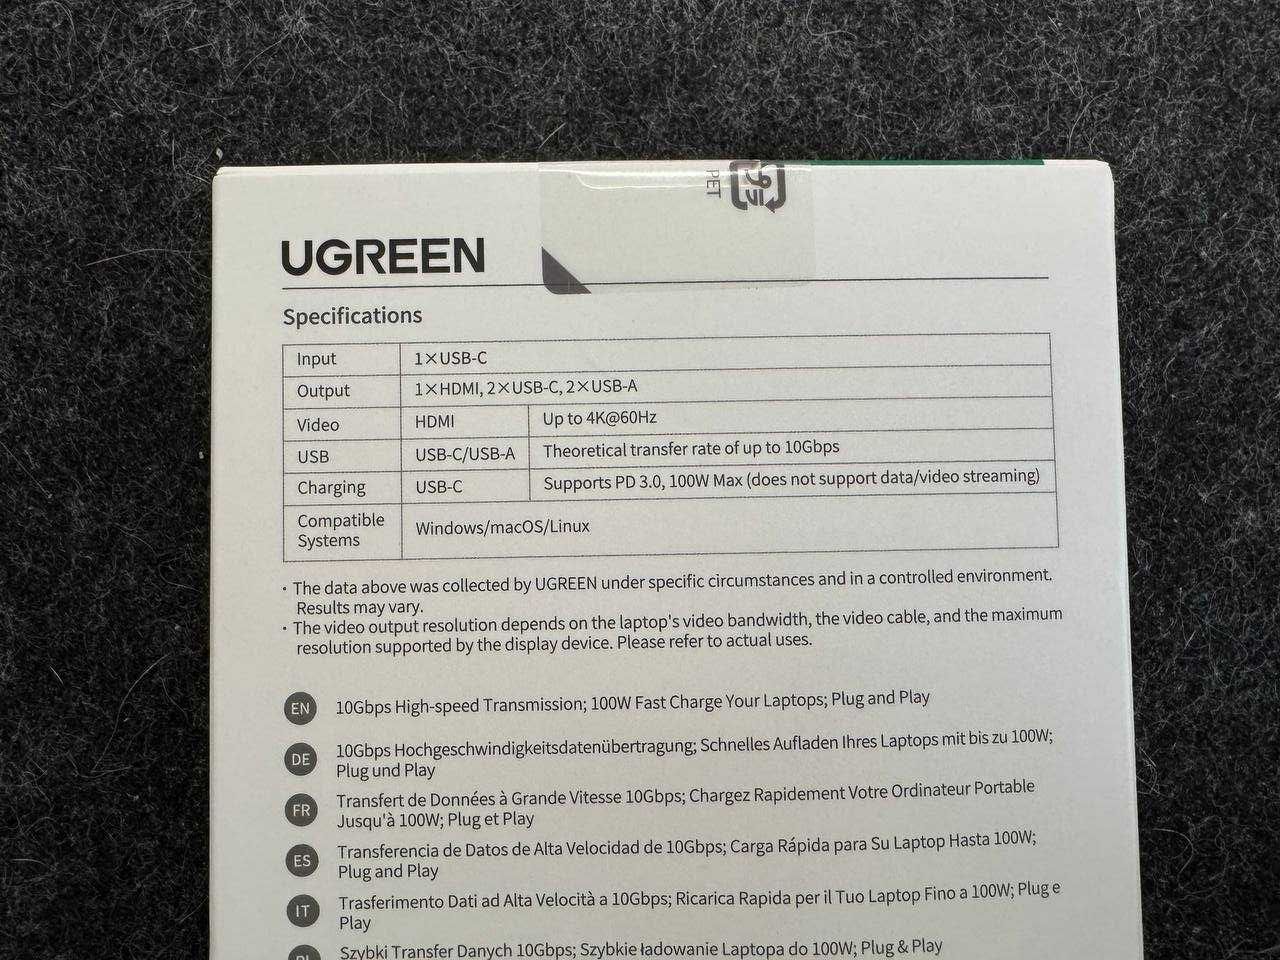 PET
UGREEN
Specifications
Input 1×USB-C
Output 1×HDMI, 2×USB-C, 2×USB-A
Video HDMI Up to 4K@60Hz
USB USB-C/USB-A Theoretical transfer rate of up to 10Gbps
Charging USB-C Supports PD 3.0, 100W Max (does not support data/video streaming)
Compatible
Systems
Windows/macOS/Linux
· The data above was collected by UGREEN under specific circumstances and in a controlled environment.
Results may vary.
· The video output resolution depends on the laptop's video bandwidth, the video cable, and the maximum
resolution supported by the display device. Please refer to actual uses.
EN 10Gbps High-speed Transmission; 100W Fast Charge Your Laptops; Plug and Play
DE 10Gbps Hochgeschwindigkeitsdatenübertragung; Schnelles Aufladen Ihres Laptops mit bis zu 100W;
Plug und Play
FR Transfert de Données à Grande Vitesse 10Gbps; Chargez Rapidement Votre Ordinateur Portable
Jusqu'à 100W; Plug et Play
ES Transferencia de Datos de Alta Velocidad de 10Gbps; Carga Rápida para Su Laptop Hasta 100W;
Plug and Play
IT Trasferimento Dati ad Alta Velocità a 10Gbps; Ricarica Rapida per il Tuo Laptop Fino a 100W; Plug e
Play
Szybki Transfer Danych 10Gbps; Szybkie ładowanie Laptopa do 100W; Plug & Play